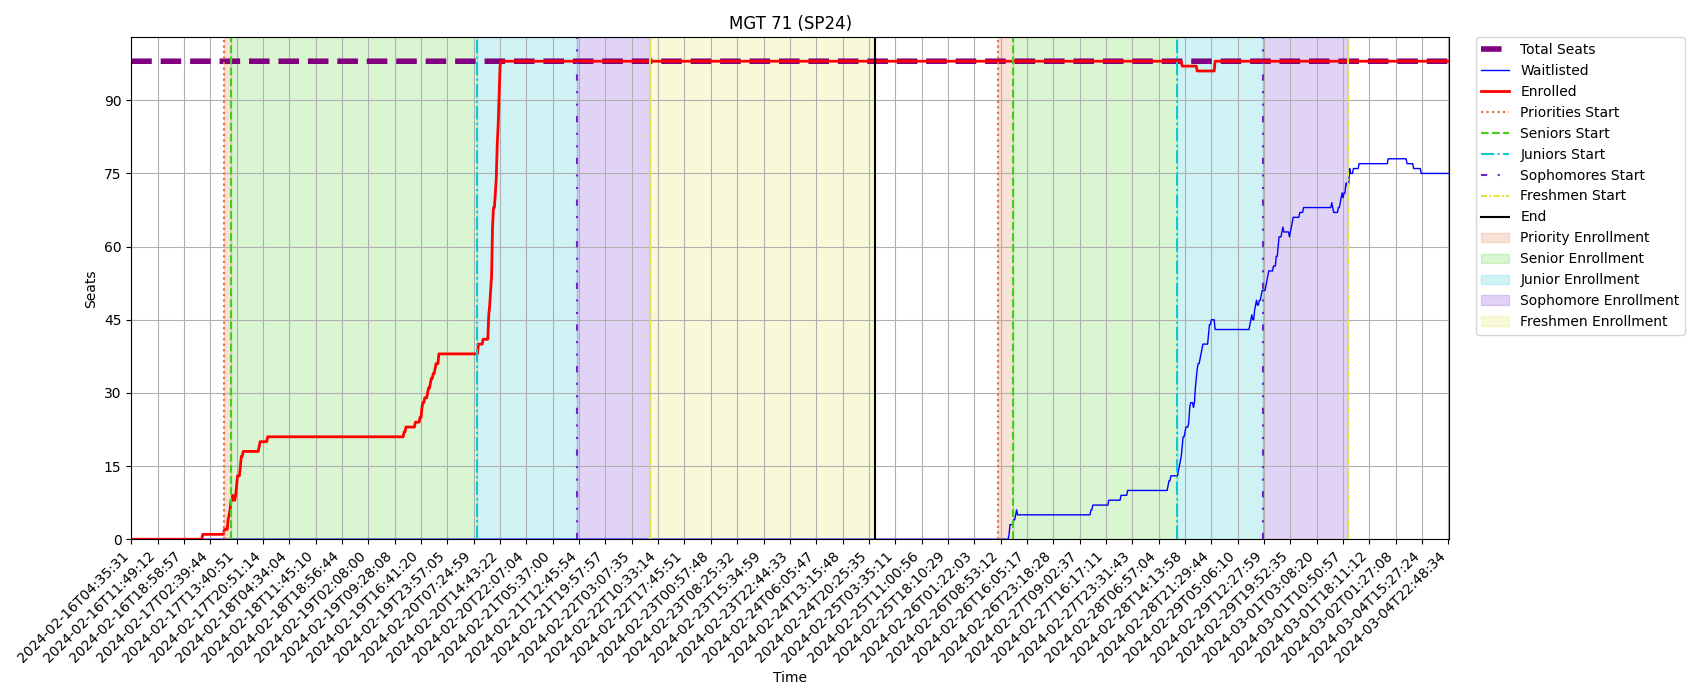 MGT 71 (SP24)
Total Seats
Waitlisted
Enrolled
Priorities Start
Seniors Start
Juniors Start
Sophomores Start
Freshmen Start
End
Priority Enrollment
Senior Enrollment
Junior Enrollment
Sophomore Enrollment
Freshmen Enrollment
Seats
90
75
60
45
30
15
0
2024-02-16T04:35:31
2024-02-16T11:49:12
2024-02-16T18:58:57
2024-02-17T02:39:44
2024-02-17T13:40:51
2024-02-17T20:51:14
2024-02-18T04:34:04
2024-02-18T11:45:10
2024-02-18T18:56:44
2024-02-19T02:08:00
2024-02-19T09:28:08
2024-02-19T16:41:20
2024-02-19T23:57:05
2024-02-20T07:24:59
2024-02-20T14:43:22
2024-02-20T22:07:04
2024-02-21T05:37:00
2024-02-21T12:45:54
2024-02-21T19:57:57
2024-02-22T03:07:35
2024-02-22T10:33:14
2024-02-22T17:45:51
2024-02-23T00:57:48
2024-02-23T08:25:32
2024-02-23T15:34:59
2024-02-23T22:44:33
2024-02-24T06:05:47
2024-02-24T13:15:48
2024-02-24T20:25:35
2024-02-25T03:35:11
2024-02-25T11:00:56
2024-02-25T18:10:29
2024-02-26T01:22:03
2024-02-26T08:53:12
2024-02-26T16:05:17
2024-02-26T23:18:28
2024-02-27T09:02:37
2024-02-27T16:17:11
2024-02-27T23:31:43
2024-02-28T06:57:04
2024-02-28T14:13:58
2024-02-28T21:29:44
2024-02-29T05:06:10
2024-02-29T12:27:59
2024-02-29T19:52:35
2024-03-01T03:08:20
2024-03-01T10:50:57
2024-03-01T18:11:12
2024-03-02T01:27:08
2024-03-04T15:27:24
2024-03-04T22:48:34
Time